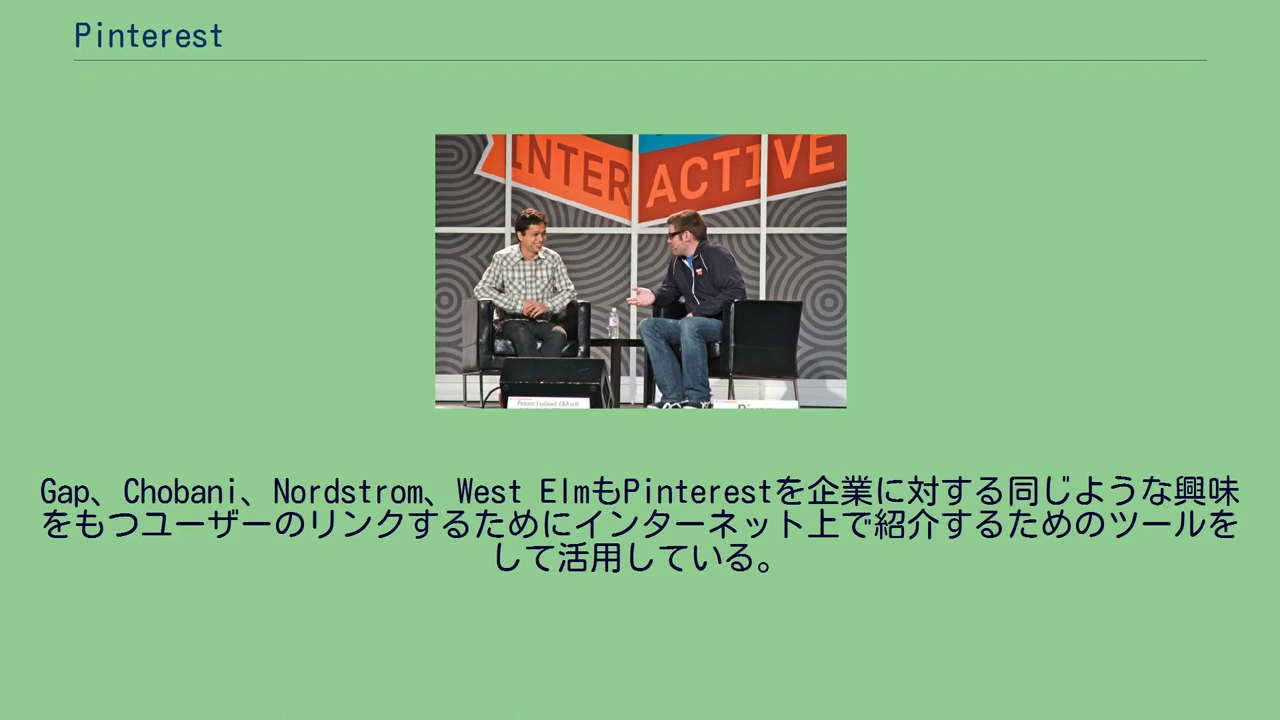 Pinterest
INTER ACTIVE
Pinterest Explained: Q&A with
Gap、Chobani、Nordstrom、West ElmもPinterestを企業に対する同じような興味
をもつユーザーのリンクするためにインターネット上で紹介するためのツールを
して活用している。